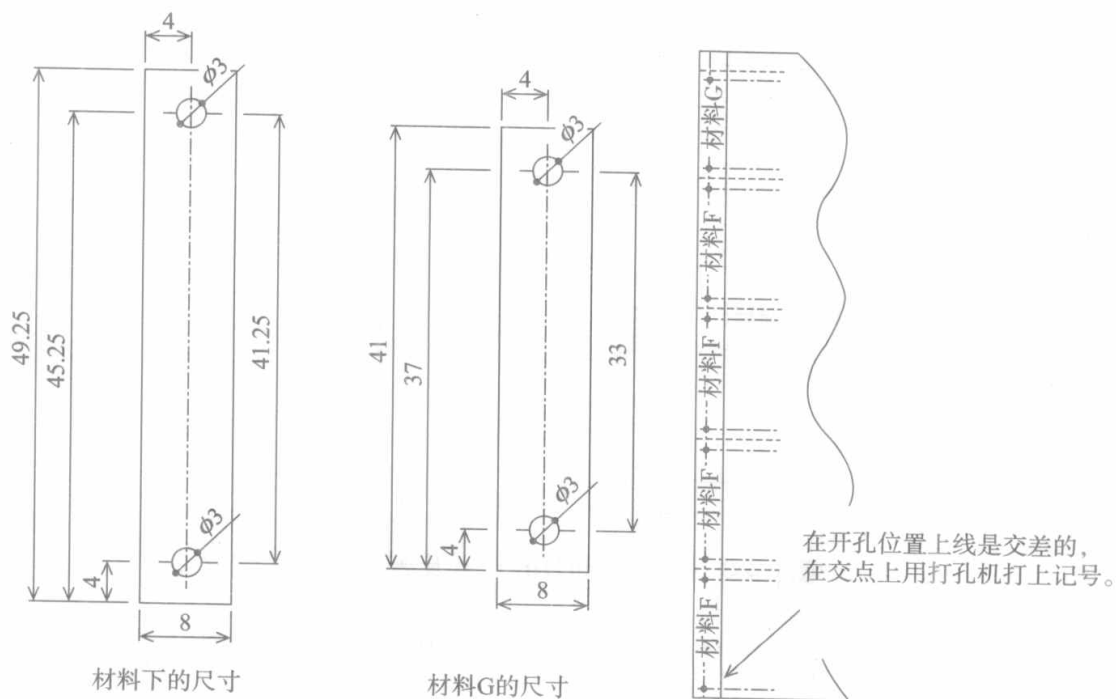 4
ϕ3
49.25
45.25
41.25
ϕ3
4
8
材料下的尺寸
4
ϕ3
41
37
33
ϕ3
4
8
材料G的尺寸
材料G
材料F
材料F
材料F
材料F
在开孔位置上线是交差的，
在交点上用打孔机打上记号。